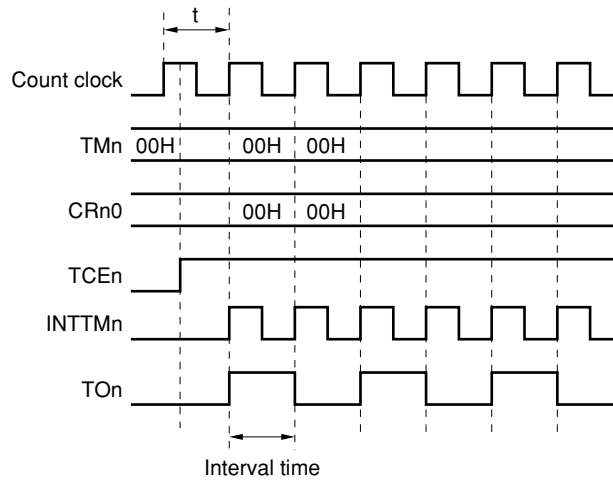 t
Count clock
TMn 00H 00H 00H
CRn0 00H 00H
TCEn
INTTMn
TOn
Interval time